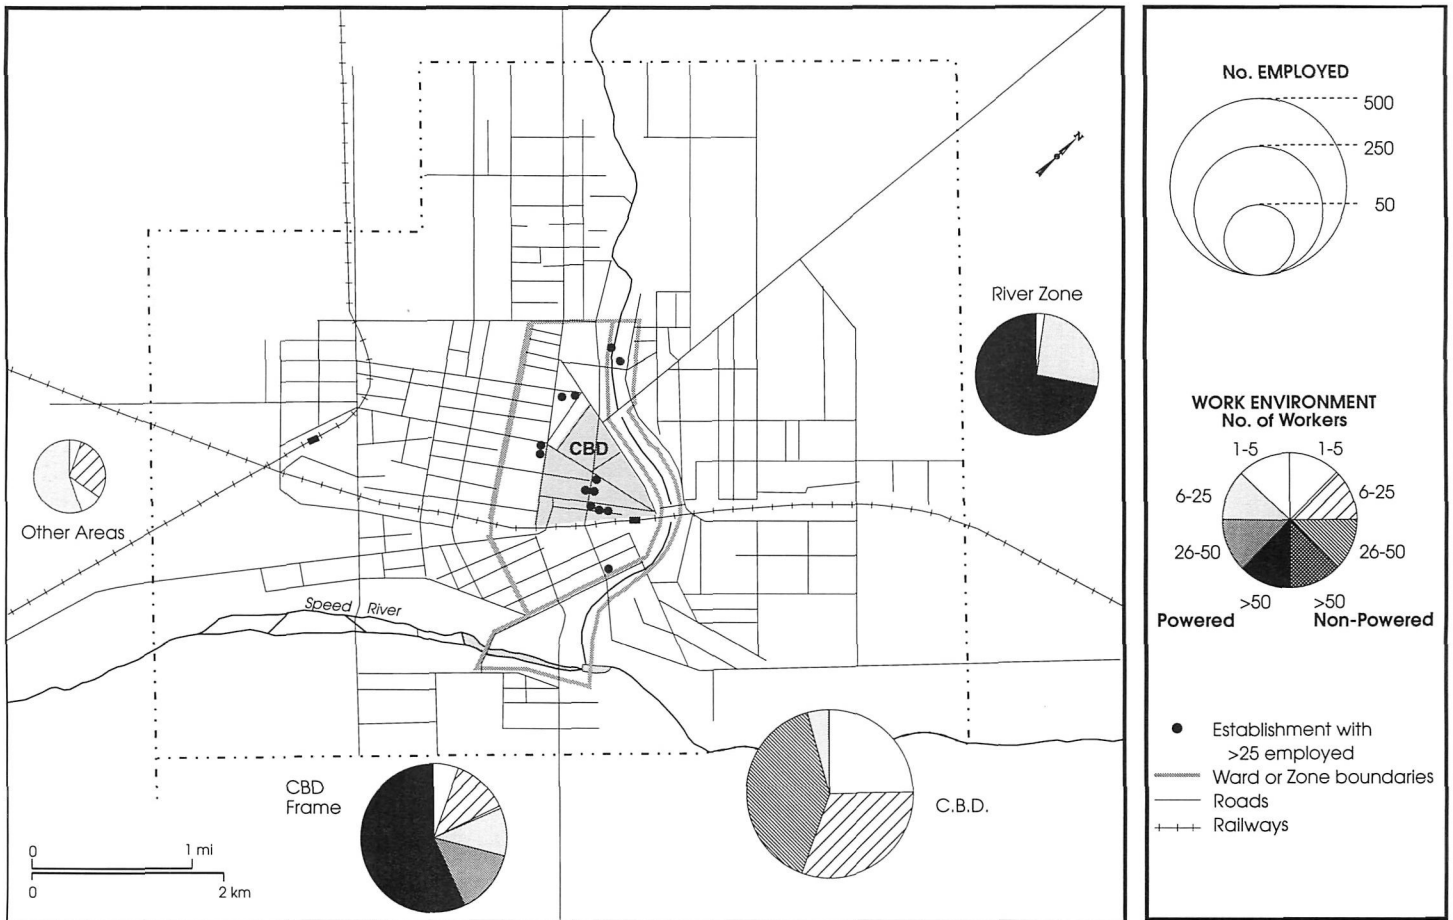 N
River Zone
CBD
Other Areas
Speed River
CBD
Frame
C.B.D.
0 1 mi
0 2 km
No. EMPLOYED
500
250
50
WORK ENVIRONMENT
No. of Workers
1-5 1-5
6-25 6-25
26-50 26-50
>50 >50
Powered Non-Powered
Establishment with
>25 employed
Ward or Zone boundaries
Roads
Railways